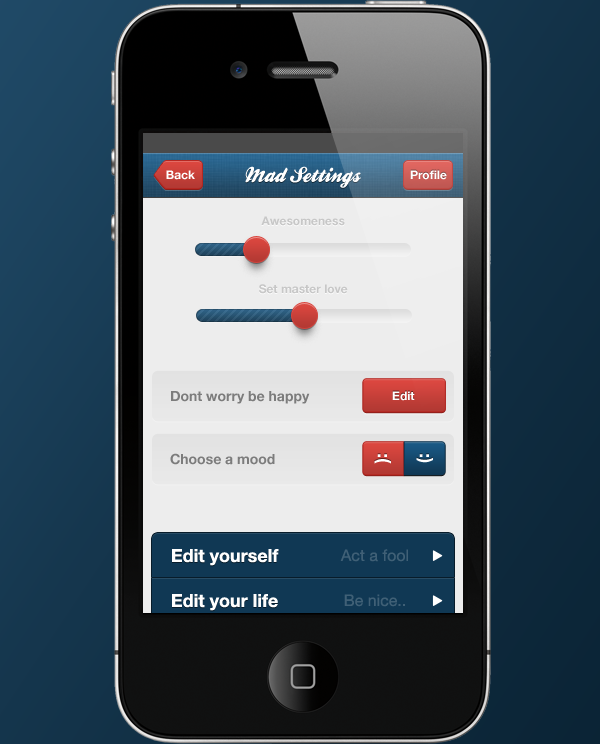 Back Mad Settings Profile
Awesomeness
Set master love
Dont worry be happy Edit
Choose a mood
Edit yourself Act a fool
Edit your life Be nice..